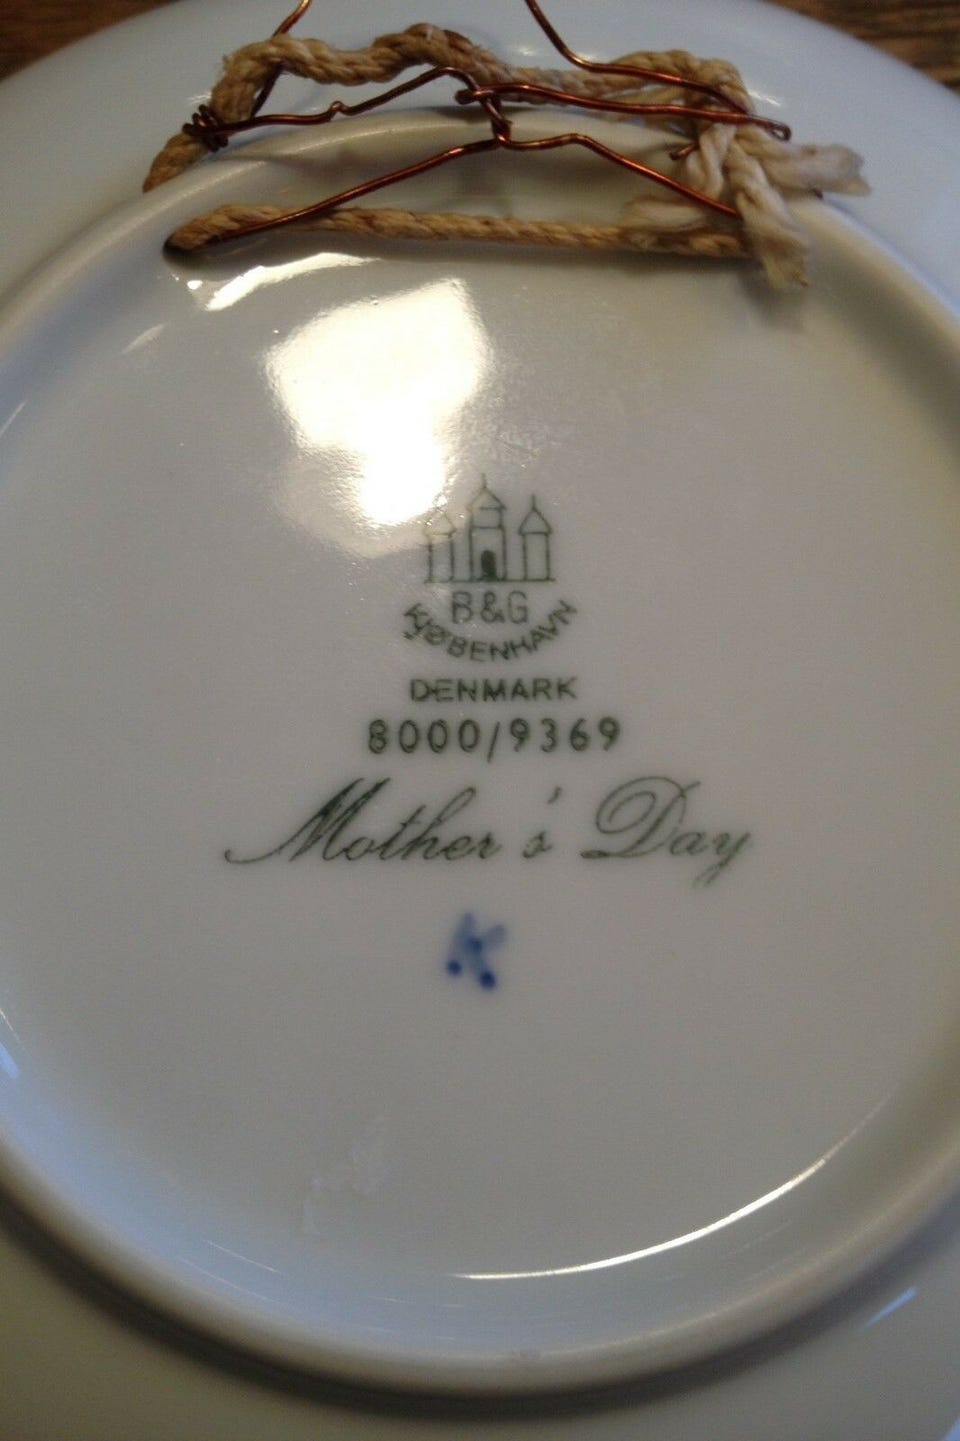 B&G
KJØBENHAVN
DENMARK
8000/9369
Mother's Day
K